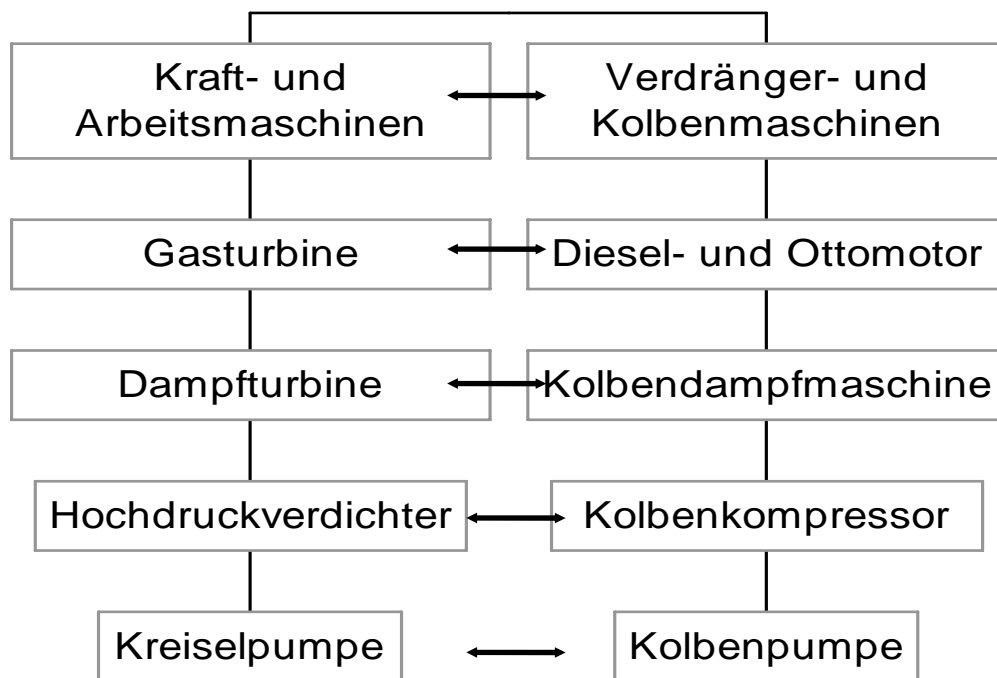 Kraft- und
Arbeitsmaschinen
Verdränger- und
Kolbenmaschinen
Gasturbine
Diesel- und Ottomotor
Dampfturbine
Kolbendampfmaschine
Hochdruckverdichter
Kolbenkompressor
Kreiselpumpe
Kolbenpumpe